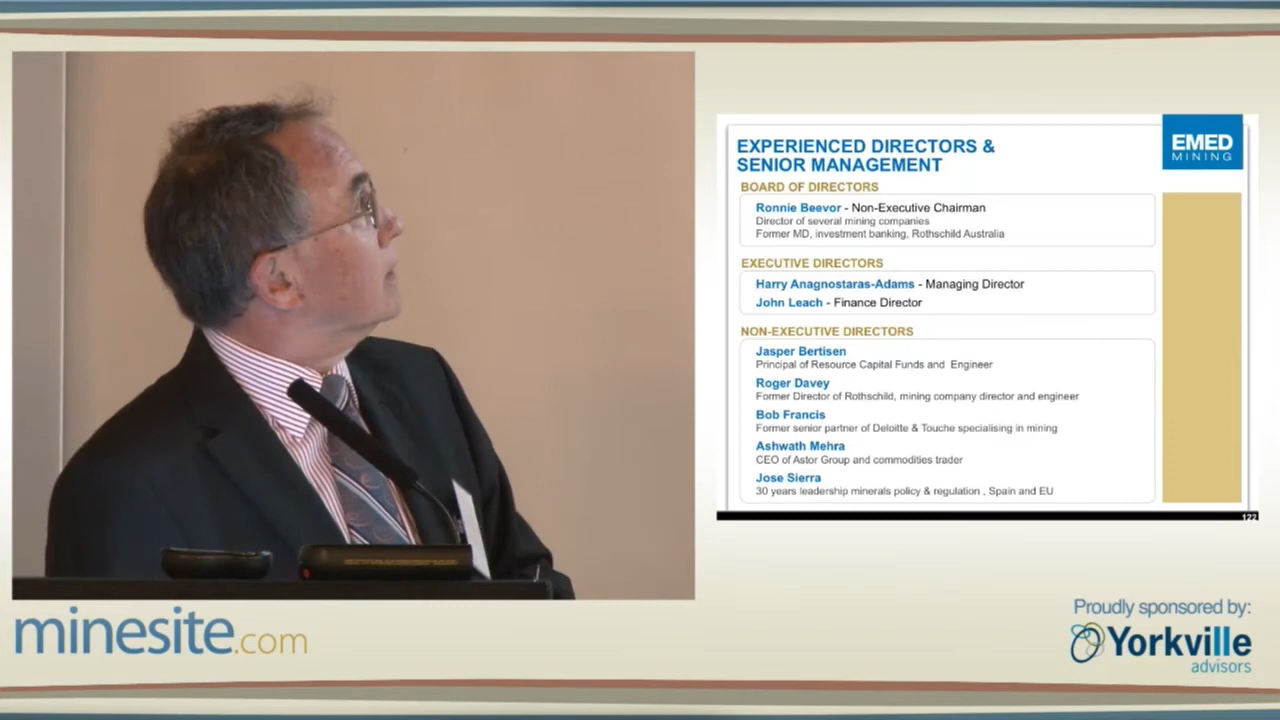 EXPERIENCED DIRECTORS &
SENIOR MANAGEMENT
EMED
MINING
BOARD OF DIRECTORS
Ronnie Beevor - Non-Executive Chairman
Director of several mining companies
Former MD, investment banking, Rothschild Australia
EXECUTIVE DIRECTORS
Harry Anagnostaras-Adams - Managing Director
John Leach - Finance Director
NON-EXECUTIVE DIRECTORS
Jasper Bertisen
Principal of Resource Capital Funds and Engineer
Roger Davey
Former Director of Rothschild, mining company director and engineer
Bob Francis
Former senior partner of Deloitte & Touche specialising in mining
Ashwath Mehra
CEO of Astor Group and commodities trader
Jose Sierra
30 years leadership minerals policy & regulation , Spain and EU
122
minesite.com
Proudly sponsored by:
Yorkville
advisors